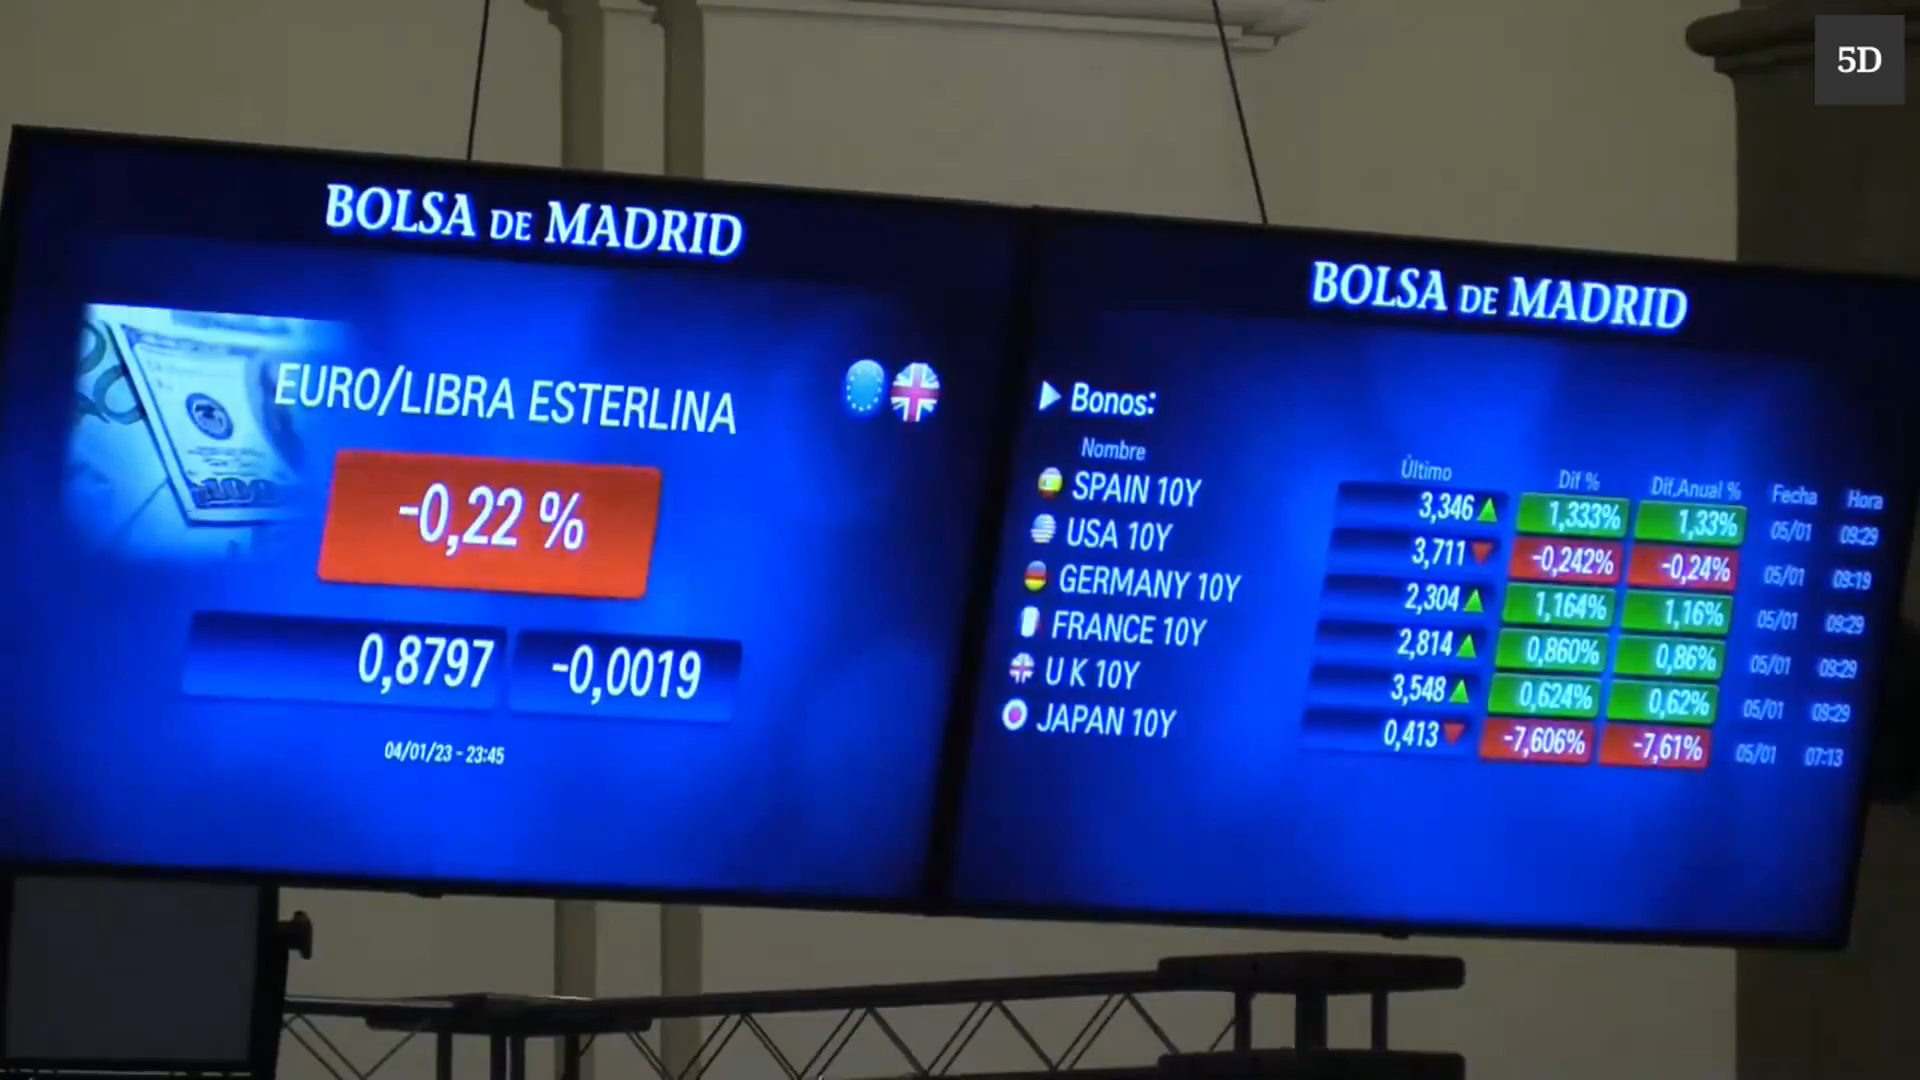 5D
BOLSA DE MADRID
EURO/LIBRA ESTERLINA
-0,22 %
0,8797 -0,0019
04/01/23 - 23:45
BOLSA DE MADRID
Bonos:
Nombre Último Dif % Dif.Anual % Fecha Hora
SPAIN 10Y 3,346 1,333% 1,33% 05/01 09:29
USA 10Y 3,711 -0,242% -0,24% 05/01 09:19
GERMANY 10Y 2,304 1,164% 1,16% 05/01 09:29
FRANCE 10Y 2,814 0,860% 0,86% 05/01 09:29
U K 10Y 3,548 0,624% 0,62% 05/01 09:29
JAPAN 10Y 0,413 -7,606% -7,61% 05/01 07:13